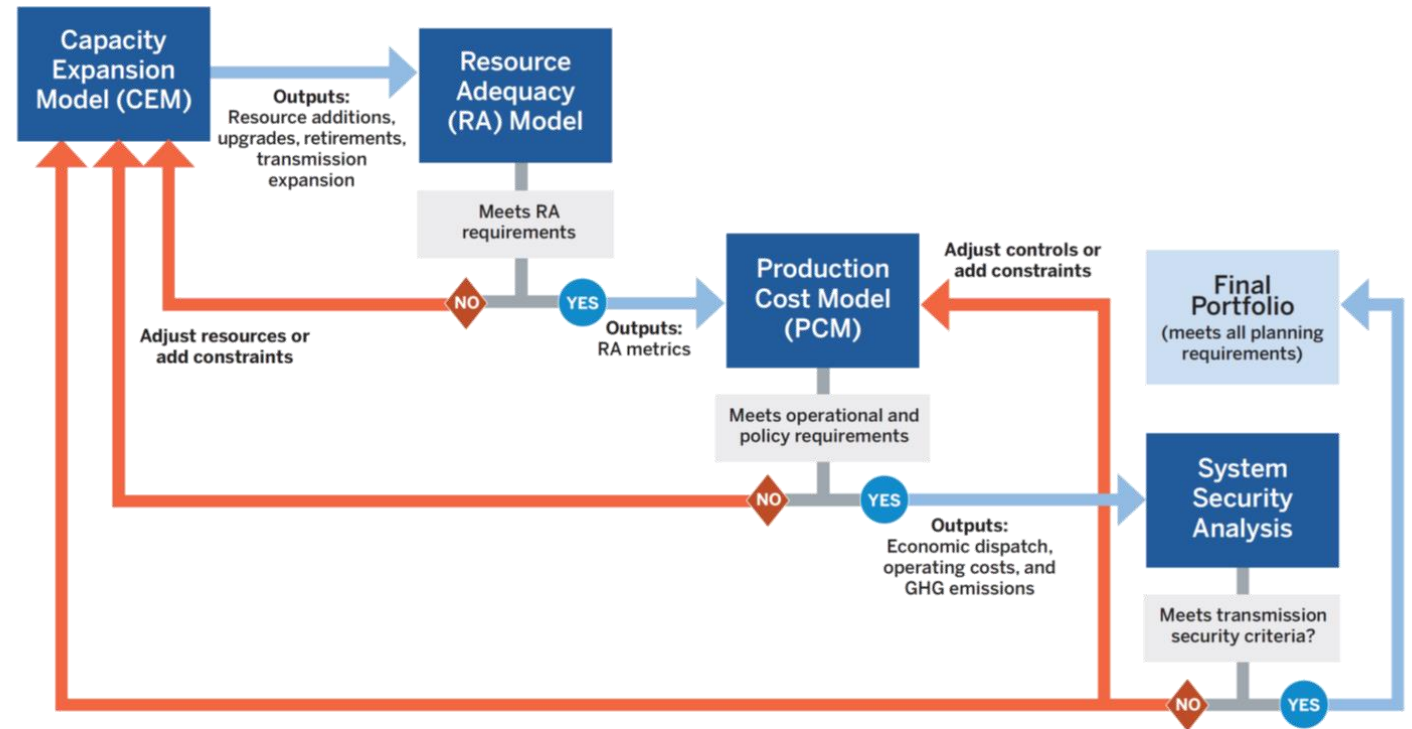 Capacity
Expansion
Model (CEM)
Outputs:
Resource additions,
upgrades, retirements,
transmission
expansion
Resource
Adequacy
(RA) Model
Meets RA
requirements
NO
YES
Adjust resources or
add constraints
Outputs:
RA metrics
Production
Cost Model
(PCM)
Adjust controls or
add constraints
Meets operational and
policy requirements
NO
YES
Outputs:
Economic dispatch,
operating costs, and
GHG emissions
Final
Portfolio
(meets all planning
requirements)
System
Security
Analysis
Meets transmission
security criteria?
NO
YES